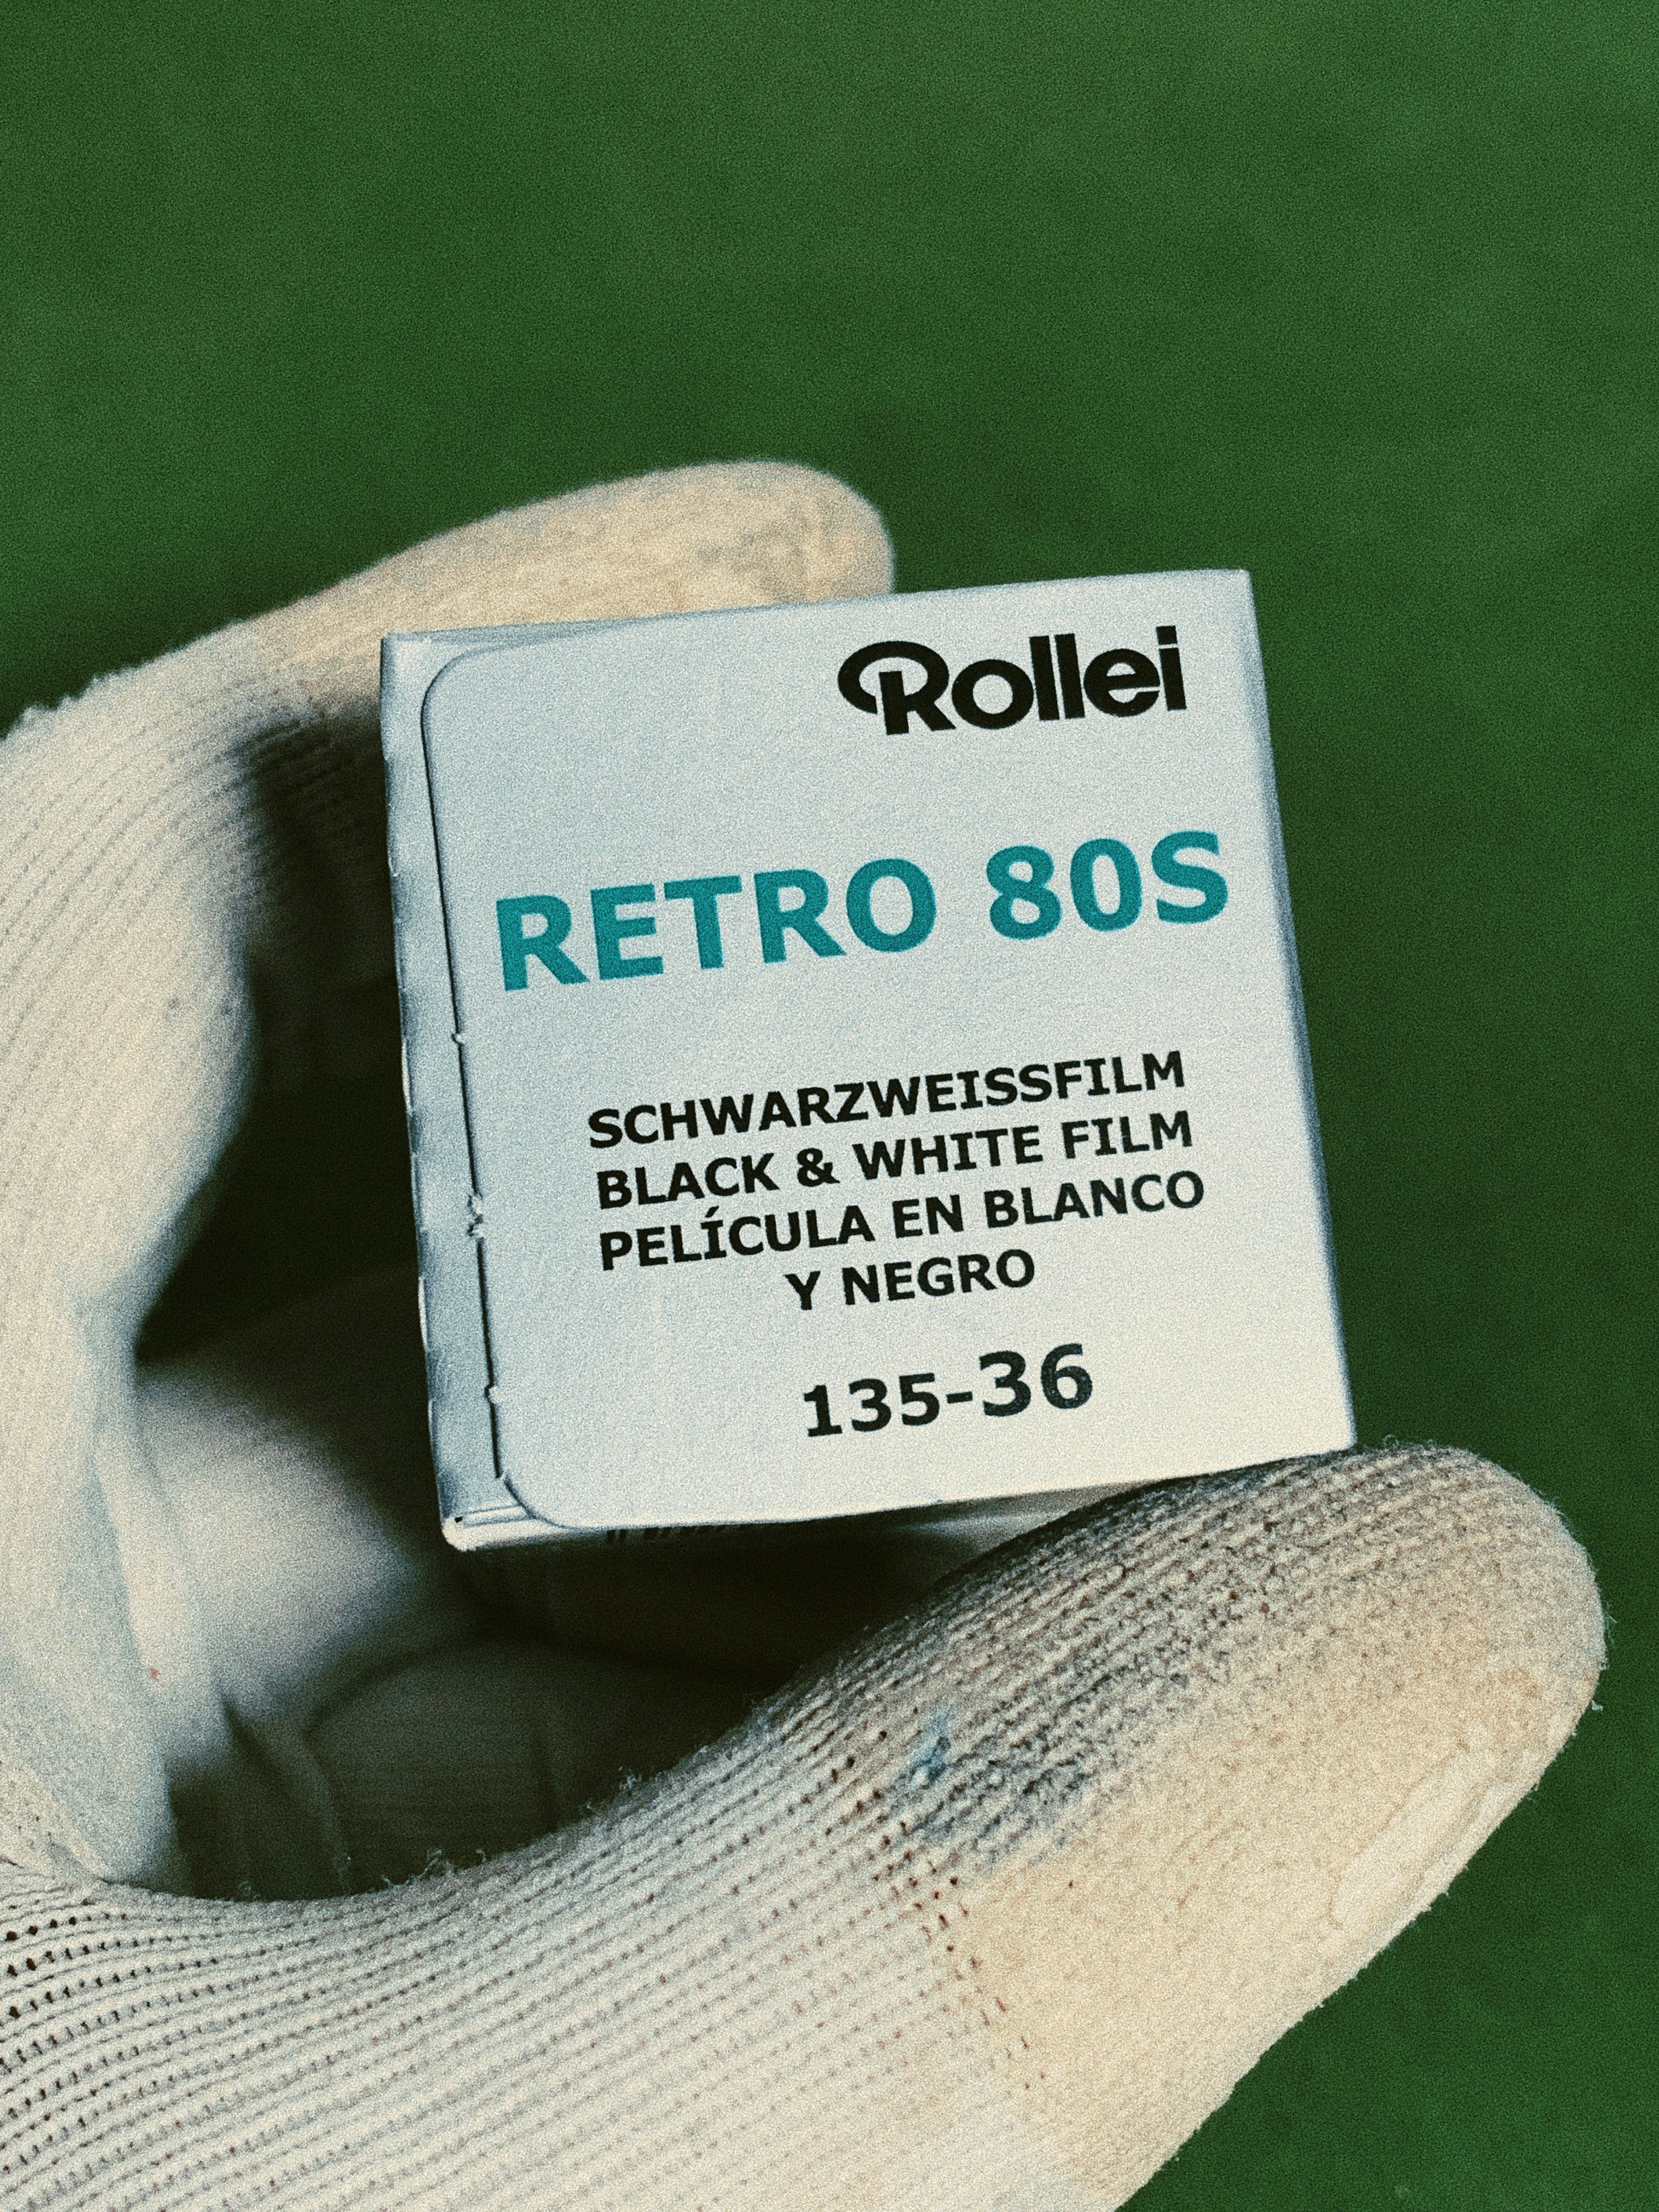 Rollei
RETRO 80S
SCHWARZWEISSFILM
BLACK & WHITE FILM
PELÍCULA EN BLANCO
Y NEGRO
135-36